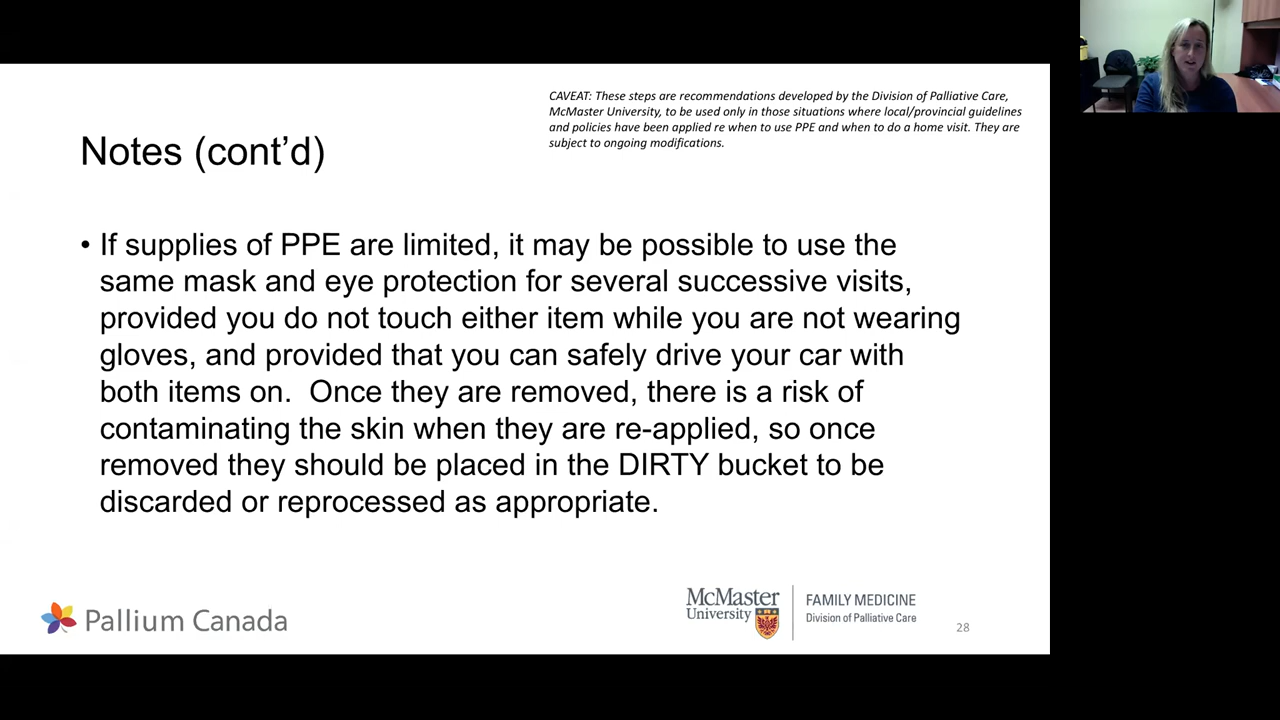 CAVEAT: These steps are recommendations developed by the Division of Palliative Care,
McMaster University, to be used only in those situations where local/provincial guidelines
and policies have been applied re when to use PPE and when to do a home visit. They are
subject to ongoing modifications.
Notes (cont’d)
• If supplies of PPE are limited, it may be possible to use the
same mask and eye protection for several successive visits,
provided you do not touch either item while you are not wearing
gloves, and provided that you can safely drive your car with
both items on.  Once they are removed, there is a risk of
contaminating the skin when they are re-applied, so once
removed they should be placed in the DIRTY bucket to be
discarded or reprocessed as appropriate.
Pallium Canada
McMaster
University
FAMILY MEDICINE
Division of Palliative Care
28